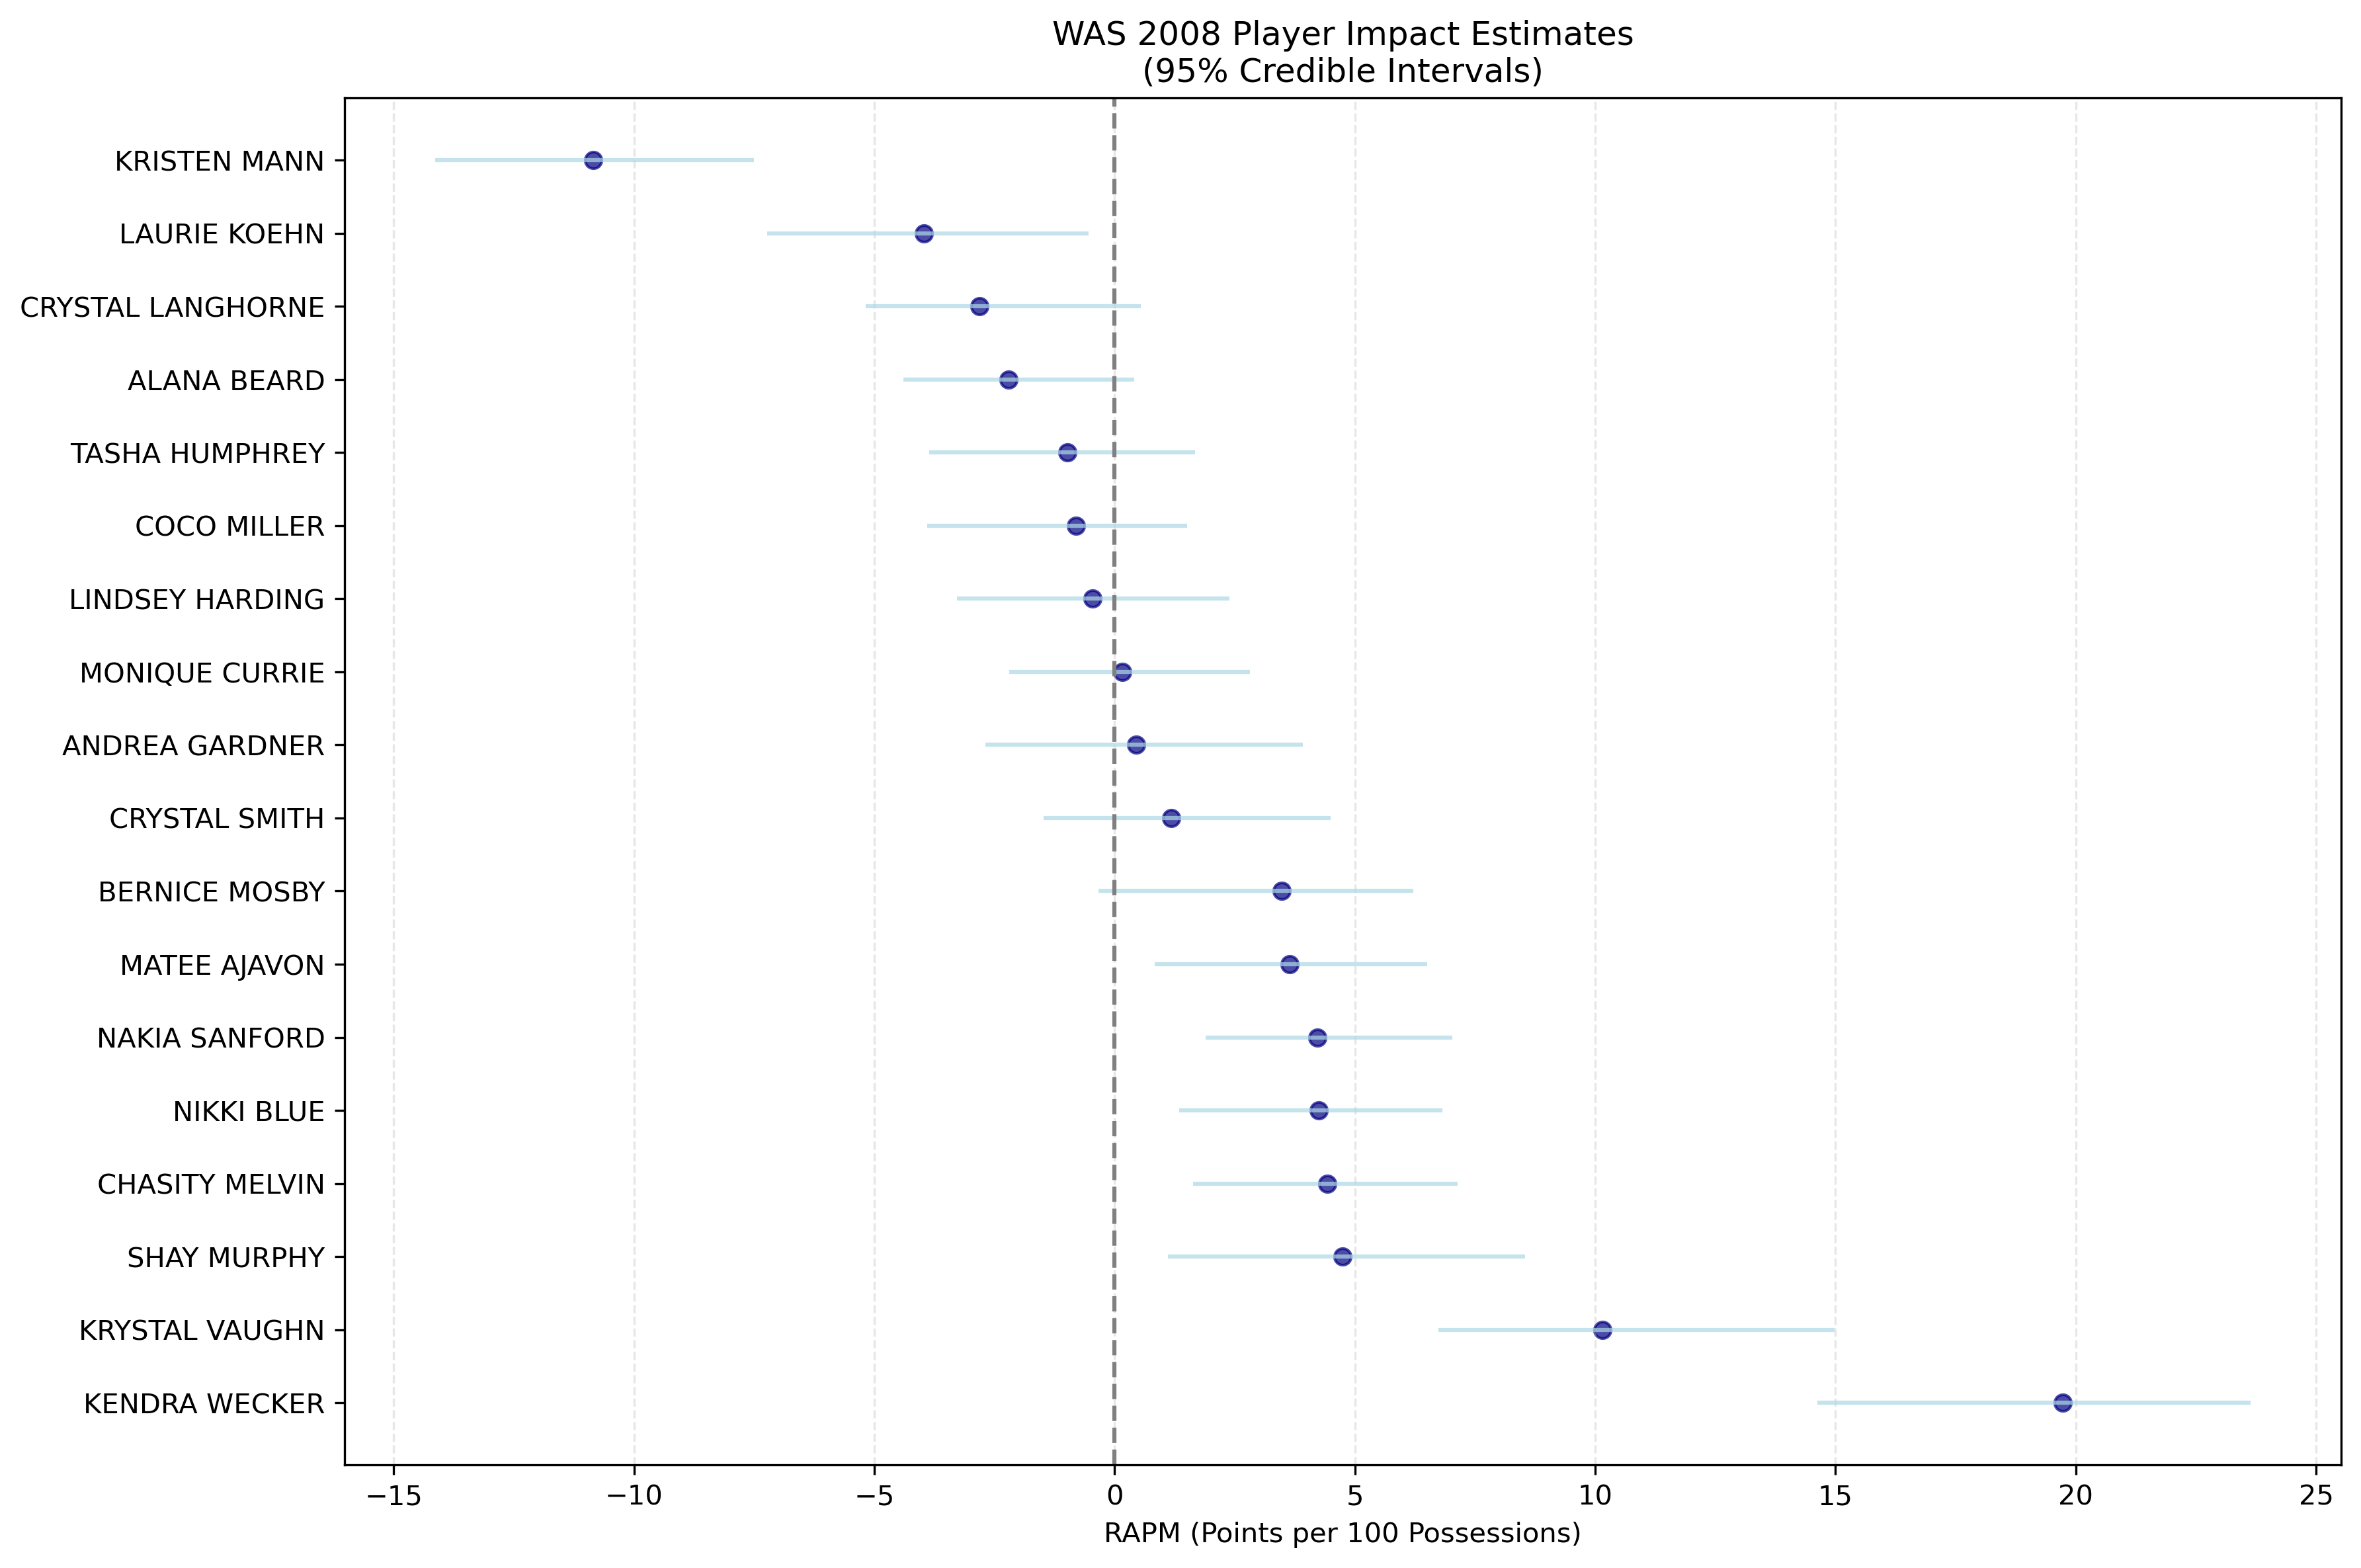 WAS 2008 Player Impact Estimates
(95% Credible Intervals)
KRISTEN MANN
LAURIE KOEHN
CRYSTAL LANGHORNE
ALANA BEARD
TASHA HUMPHREY
COCO MILLER
LINDSEY HARDING
MONIQUE CURRIE
ANDREA GARDNER
CRYSTAL SMITH
BERNICE MOSBY
MATEE AJAVON
NAKIA SANFORD
NIKKI BLUE
CHASITY MELVIN
SHAY MURPHY
KRYSTAL VAUGHN
KENDRA WECKER
−15 −10 −5 0 5 10 15 20 25
RAPM (Points per 100 Possessions)